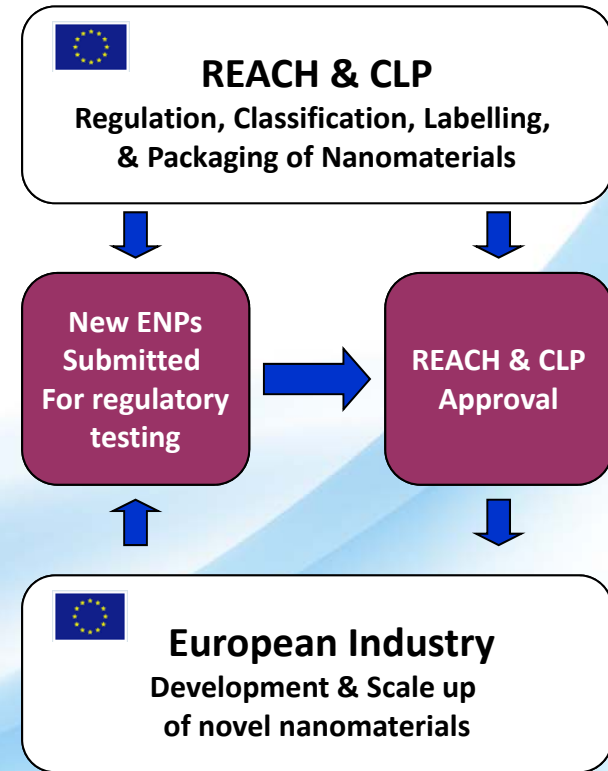 REACH & CLP
Regulation, Classification, Labelling,
& Packaging of Nanomaterials
New ENPs
Submitted
For regulatory
testing
REACH & CLP
Approval
European Industry
Development & Scale up
of novel nanomaterials